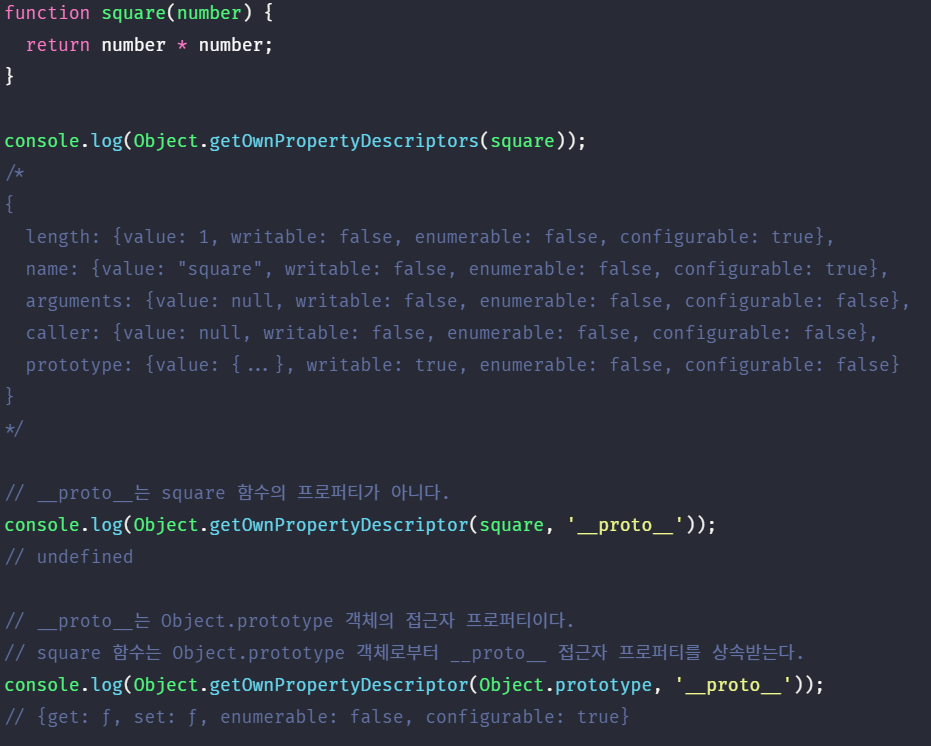 function square(number) {
  return number * number;
}

console.log(Object.getOwnPropertyDescriptors(square));
/*
{
  length: {value: 1, writable: false, enumerable: false, configurable: true},
  name: {value: "square", writable: false, enumerable: false, configurable: true},
  arguments: {value: null, writable: false, enumerable: false, configurable: false},
  caller: {value: null, writable: false, enumerable: false, configurable: false},
  prototype: {value: {...}, writable: true, enumerable: false, configurable: false}
}
*/

// __proto__는 square 함수의 프로퍼티가 아니다.
console.log(Object.getOwnPropertyDescriptor(square, '__proto__'));
// undefined

// __proto__는 Object.prototype 객체의 접근자 프로퍼티이다.
// square 함수는 Object.prototype 객체로부터 __proto__ 접근자 프로퍼티를 상속받는다.
console.log(Object.getOwnPropertyDescriptor(Object.prototype, '__proto__'));
// {get: ƒ, set: ƒ, enumerable: false, configurable: true}